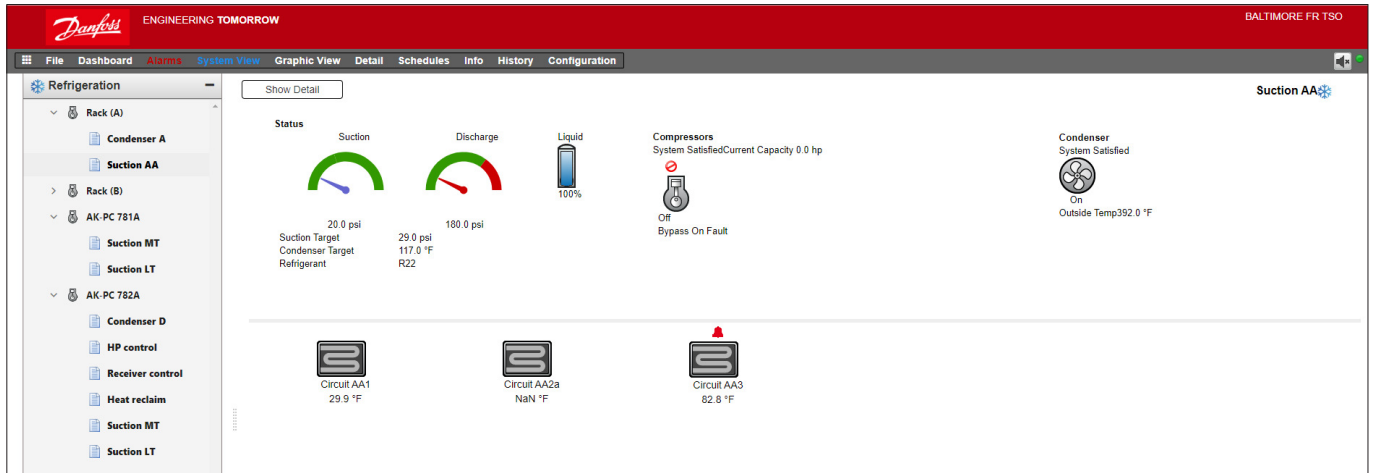 Danfoss ENGINEERING TOMORROW BALTIMORE FR TSO
File Dashboard Alarms System View Graphic View Detail Schedules Info History Configuration
Refrigeration
Rack (A)
Condenser A
Suction AA
Rack (B)
AK-PC 781A
Suction MT
Suction LT
AK-PC 782A
Condenser D
HP control
Receiver control
Heat reclaim
Suction MT
Suction LT
Show Detail
Suction AA
Status
Suction Discharge Liquid
100%
20.0 psi 180.0 psi
Suction Target 29.0 psi
Condenser Target 117.0 °F
Refrigerant R22
Compressors
System SatisfiedCurrent Capacity 0.0 hp
Off
Bypass On Fault
Condenser
System Satisfied
On
Outside Temp392.0 °F
Circuit AA1
29.9 °F
Circuit AA2a
NaN °F
Circuit AA3
82.8 °F